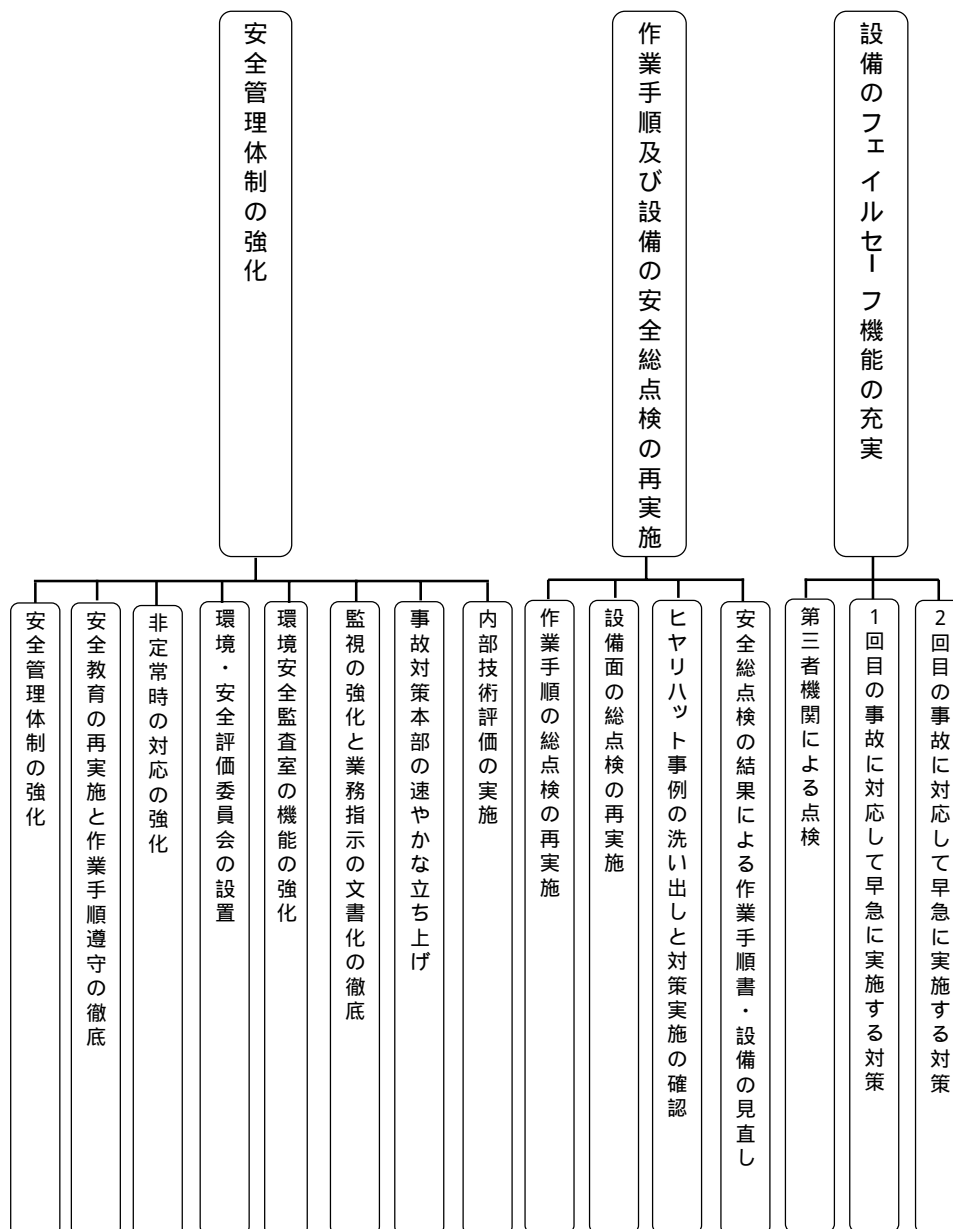 設備のフェイルセーフ機能の充実
2回目の事故に対応して早急に実施する対策
1回目の事故に対応して早急に実施する対策
第三者機関による点検
作業手順及び設備の安全総点検の再実施
安全総点検の結果による作業手順書・設備の見直し
ヒヤリハット事例の洗い出しと対策実施の確認
設備面の総点検の再実施
作業手順の総点検の再実施
安全管理体制の強化
内部技術評価の実施
事故対策本部の速やかな立ち上げ
監視の強化と業務指示の文書化の徹底
環境安全監査室の機能の強化
環境・安全評価委員会の設置
非定常時の対応の強化
安全教育の再実施と作業手順遵守の徹底
安全管理体制の強化